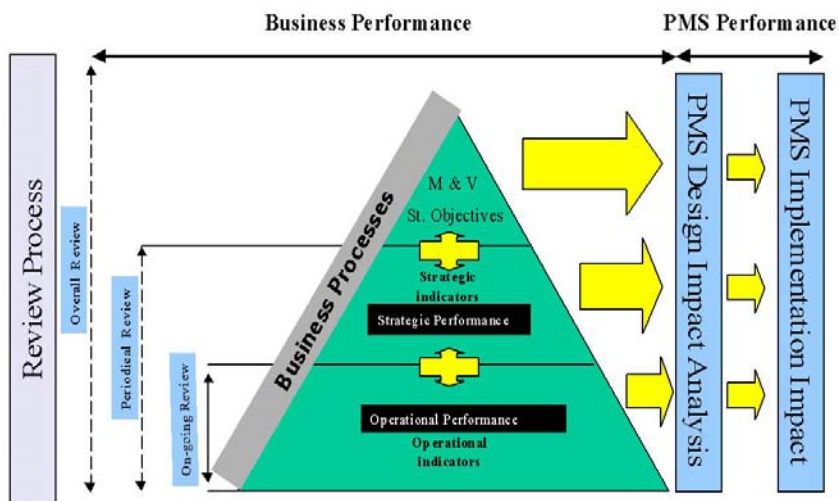 Business Performance
PMS Performance
Review Process
Overall Review
Periodical Review
On-going Review
Business Processes
M & V
St. Objectives
Strategic
indicators
Strategic Performance
Operational Performance
Operational
indicators
PMS Design Impact Analysis
PMS Implementation Impact